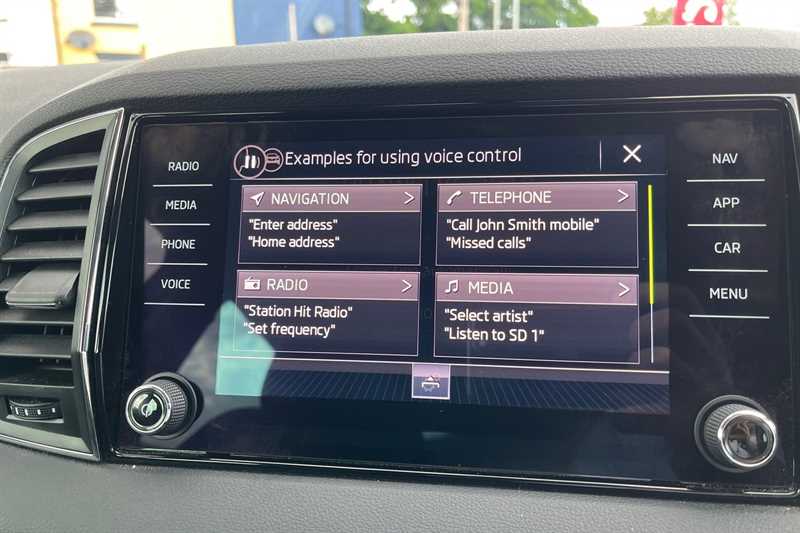 Examples for using voice control
RADIO
MEDIA
PHONE
VOICE
NAVIGATION
"Enter address"
"Home address"
TELEPHONE
"Call John Smith mobile"
"Missed calls"
RADIO
"Station Hit Radio"
"Set frequency"
MEDIA
"Select artist"
"Listen to SD 1"
NAV
APP
CAR
MENU